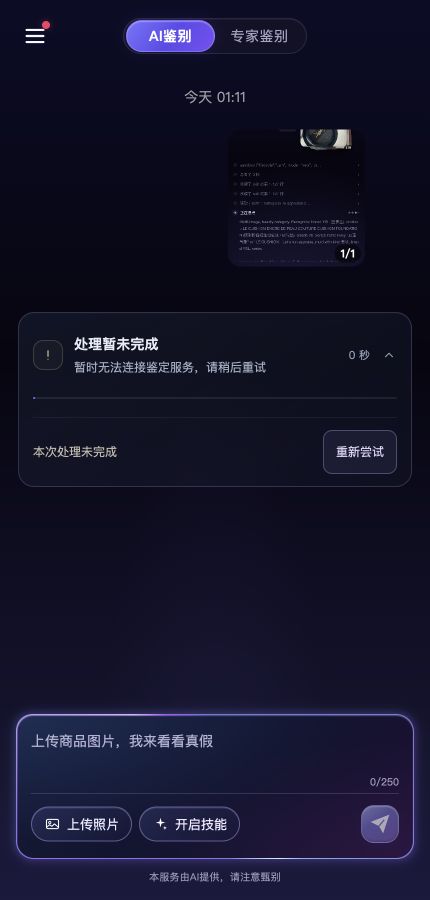 AI鉴别
专家鉴别
今天 01:11
1/1
处理暂未完成
0 秒
暂时无法连接鉴定服务，请稍后重试
本次处理未完成
重新尝试
上传商品图片，我来看看真假
0/250
上传照片
开启技能
本服务由AI提供，请注意甄别